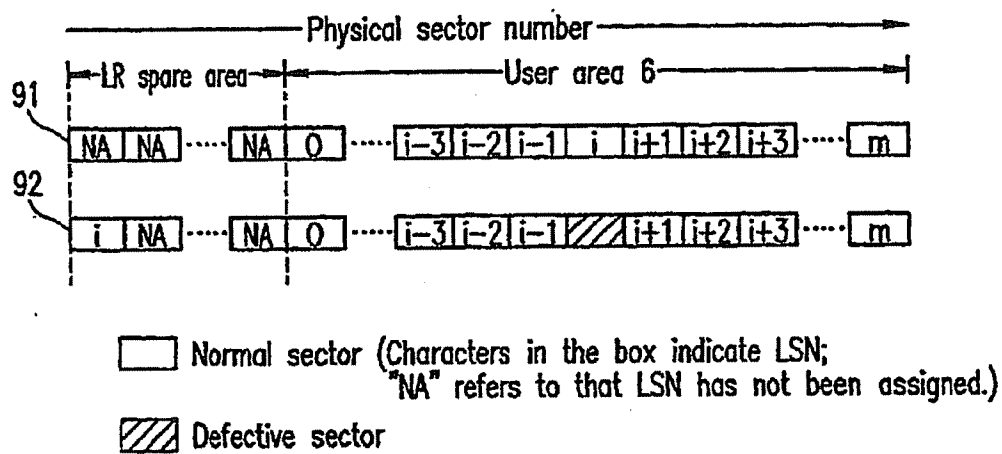 Physical sector number
LR spare area User area 6
91
NA NA ····· NA 0 ····· i-3 i-2 i-1 i i+1 i+2 i+3 ····· m
92
i NA ····· NA 0 ····· i-3 i-2 i-1 i+1 i+2 i+3 ····· m
Normal sector (Characters in the box indicate LSN;
"NA" refers to that LSN has not been assigned.)
Defective sector